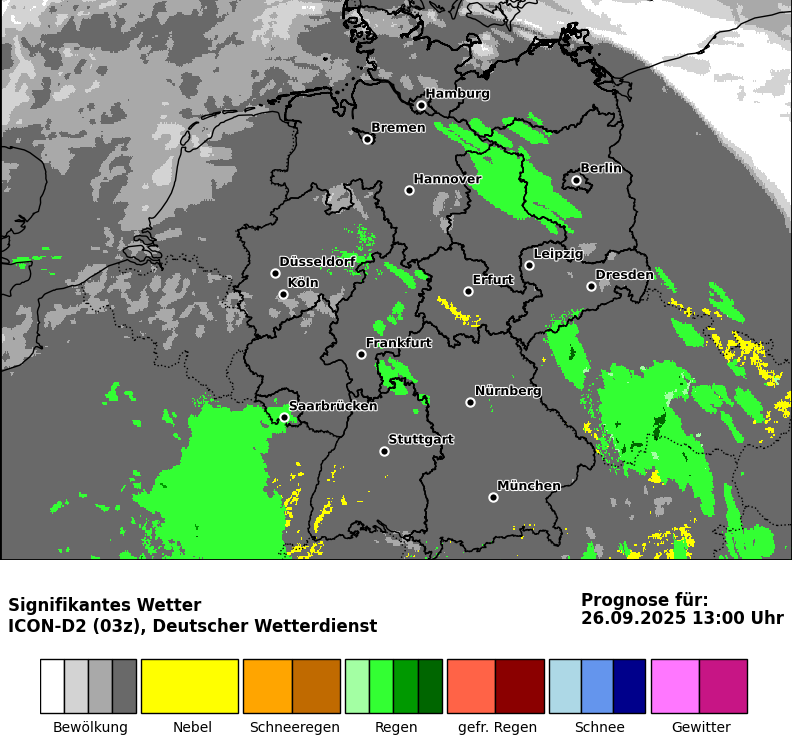 Hamburg
Bremen
Berlin
Hannover
Leipzig
Düsseldorf
Dresden
Köln
Erfurt
Frankfurt
Nürnberg
Saarbrücken
Stuttgart
München
Signifikantes Wetter
ICON-D2 (03z), Deutscher Wetterdienst
Prognose für:
26.09.2025 13:00 Uhr
Bewölkung Nebel Schneeregen Regen gefr. Regen Schnee Gewitter